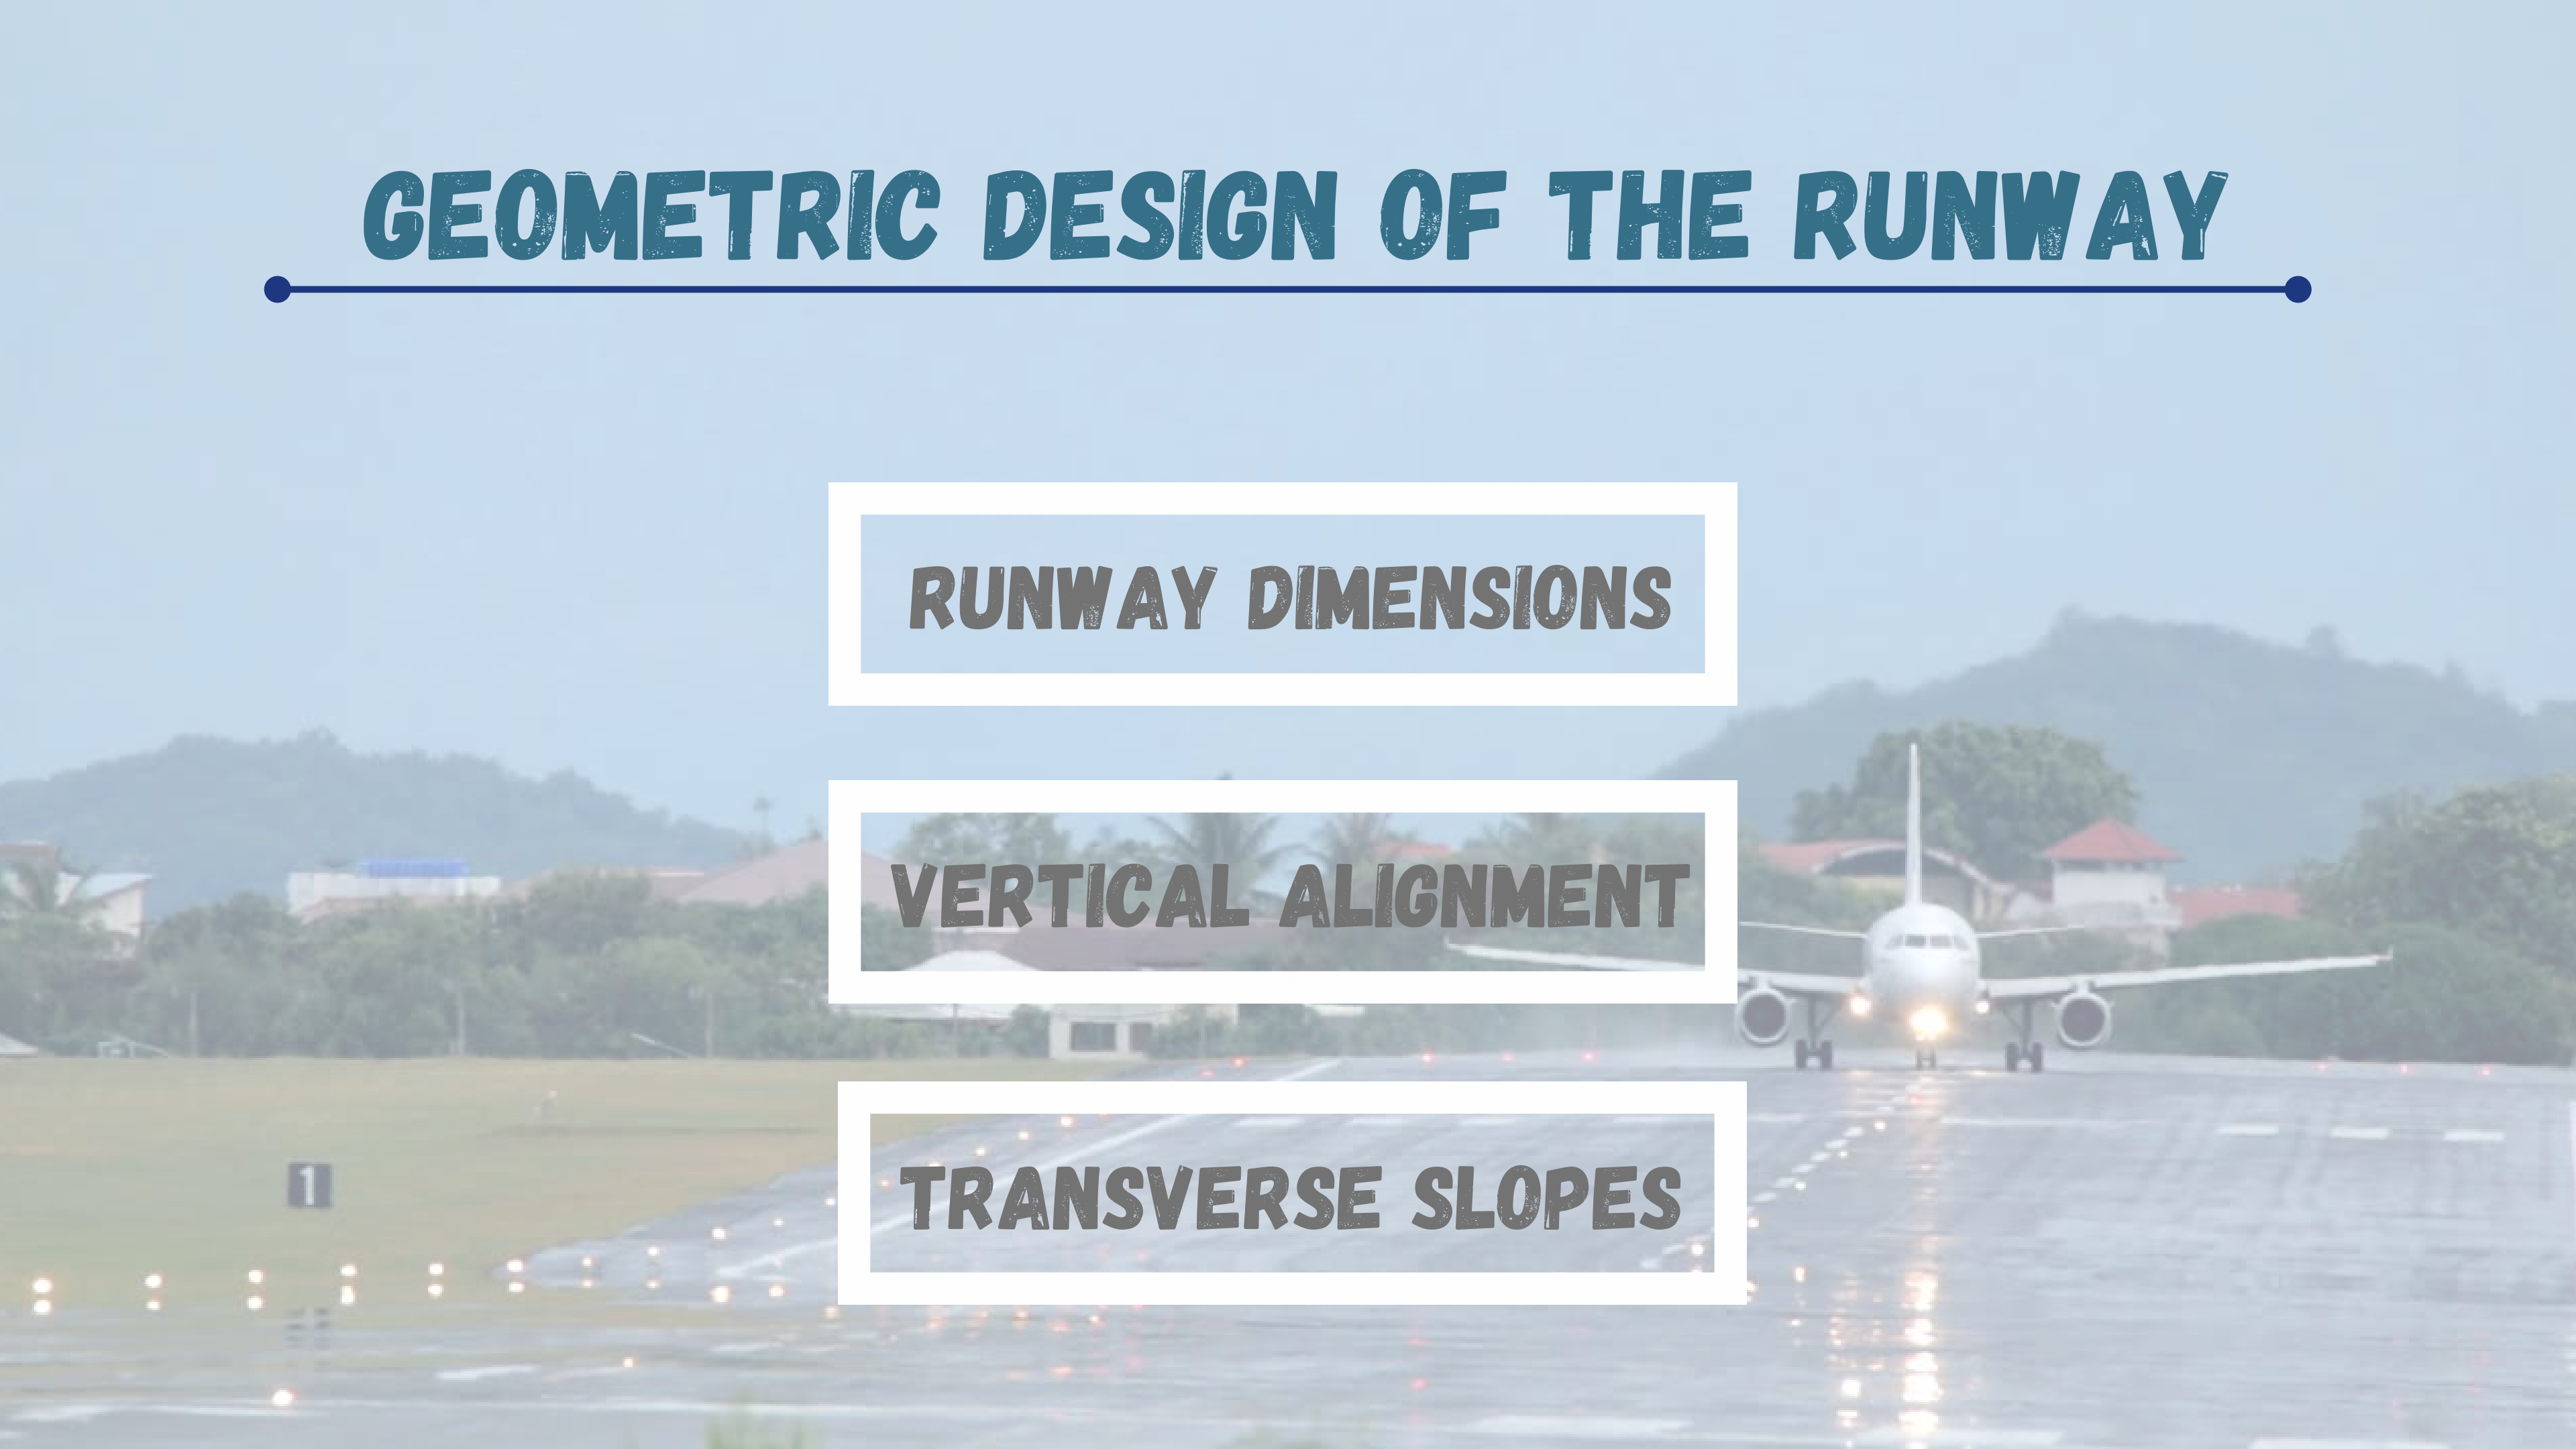 GEOMETRIC DESIGN OF THE RUNWAY
RUNWAY DIMENSIONS
VERTICAL ALIGNMENT
TRANSVERSE SLOPES
1